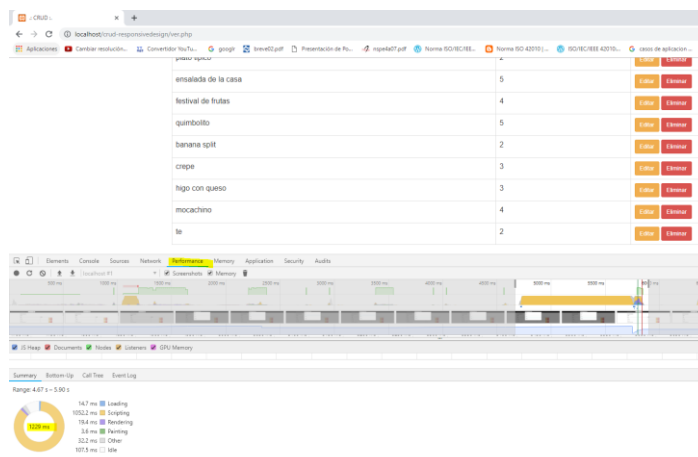 .: CRUD :.
localhost/crud-responsivedesign/ver.php
Aplicaciones Cambiar resolución... Convertidor YouTu... googlr breve02.pdf Presentación de Po... Norma ISO/IEC/IEE... Norma ISO 42010 |... ISO/IEC/IEEE 42010... casos de aplicacion ...
plato tipico 2 Editar Eliminar
ensalada de la casa 5 Editar Eliminar
festival de frutas 4 Editar Eliminar
quimbolito 5 Editar Eliminar
banana split 2 Editar Eliminar
crepe 3 Editar Eliminar
higo con queso 3 Editar Eliminar
mocachino 4 Editar Eliminar
te 2 Editar Eliminar
Elements Console Sources Network Performance Memory Application Security Audits
localhost #1 Screenshots Memory
500 ms 1000 ms 1500 ms 2000 ms 2500 ms 3000 ms 3500 ms 4000 ms 4500 ms 5000 ms 5500 ms
JS Heap Documents Nodes Listeners GPU Memory
Summary Bottom-Up Call Tree Event Log
Range: 4.67 s – 5.90 s
14.7 ms Loading
1052.2 ms Scripting
19.4 ms Rendering
1229 ms
3.6 ms Painting
32.2 ms Other
107.5 ms Idle